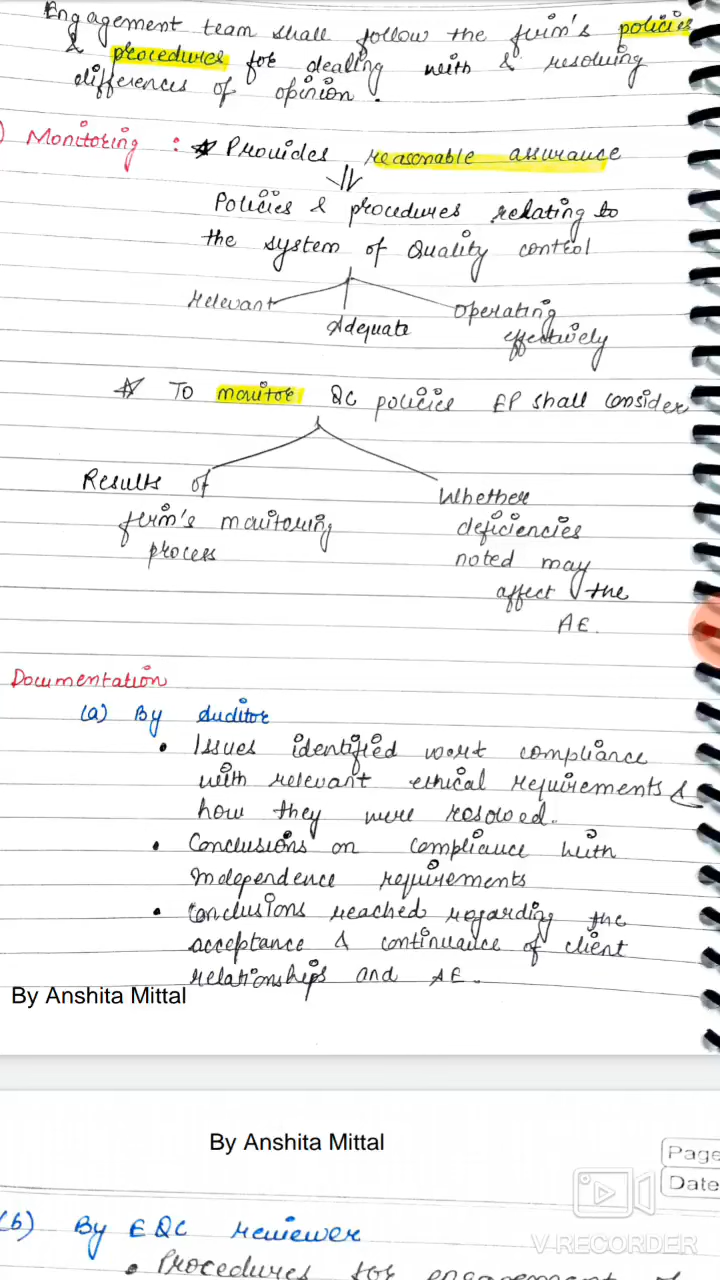 Engagement team shall follow the firm's policies
& procedures for dealing with & resolving
differences of opinion.
) Monitoring : ★ Provides reasonable assurance
Policies & procedures relating to
the system of Quality control
Relevant
Adequate
Operating
effectively
★ To monitor QC policies EP shall consider
Results of
firm's monitoring
process
Whether
deficiencies
noted may
affect the
AE.
Documentation
(a) By Auditor
• Issues identified w.r.t compliance
with relevant ethical requirements &
how they were resolved.
• Conclusions on compliance with
Independence requirements
• Conclusions reached regarding the
acceptance & continuance of client
relationships and AE.
By Anshita Mittal
By Anshita Mittal
Page
Date
(b) By EQC reviewer
• Procedures for engagement
V RECORDER